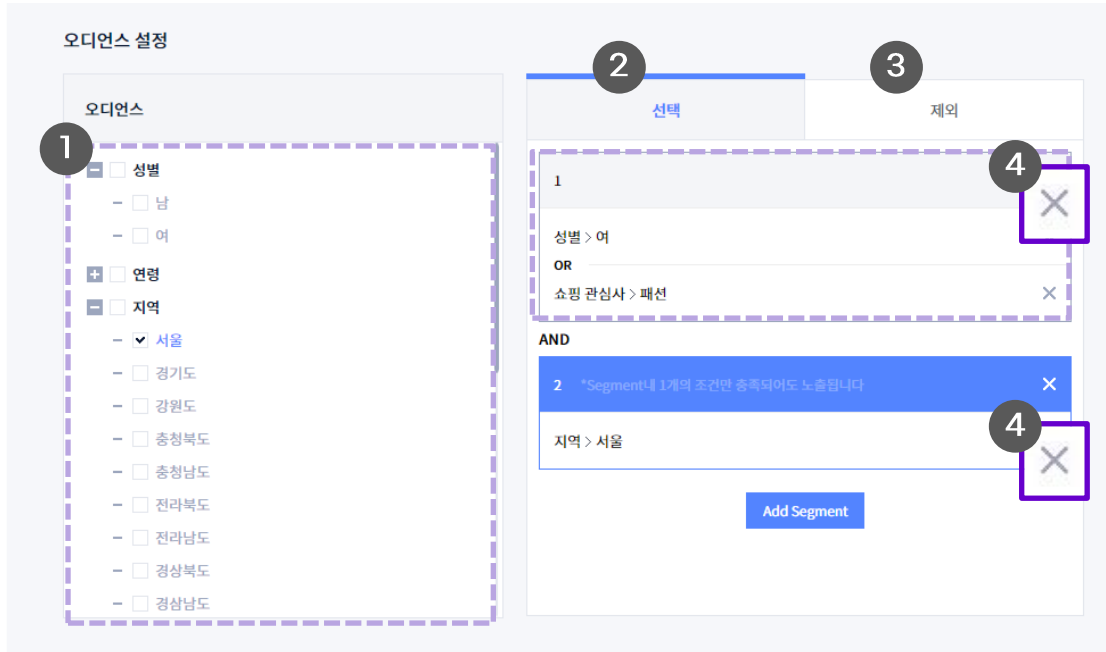 오디언스 설정
오디언스
1
성별
남
여
연령
지역
서울
경기도
강원도
충청북도
충청남도
전라북도
전라남도
경상북도
경삼남도
2
선택
3
제외
1
4
성별 > 여
OR
쇼핑 관심사 > 패션
AND
2 *Segment내 1개의 조건만 충족되어도 노출됩니다
4
지역 > 서울
Add Segment